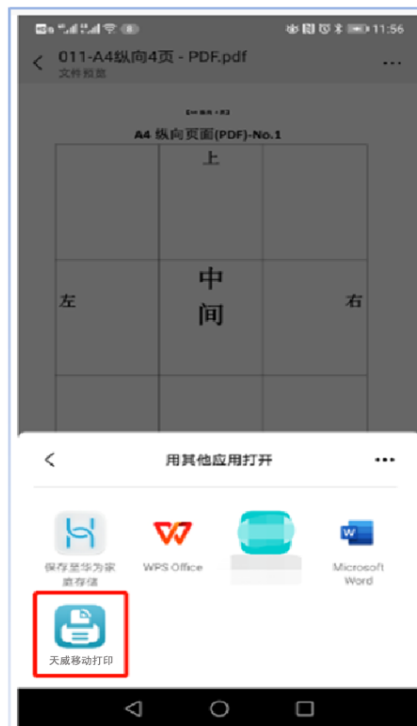 11:56
011-A4纵向4页 - PDF.pdf
文件预览
A4 纵向页面(PDF)-No.1
上
左
中
间
右
用其他应用打开
保存至华为家
庭存储
WPS Office
Microsoft
Word
天威移动打印